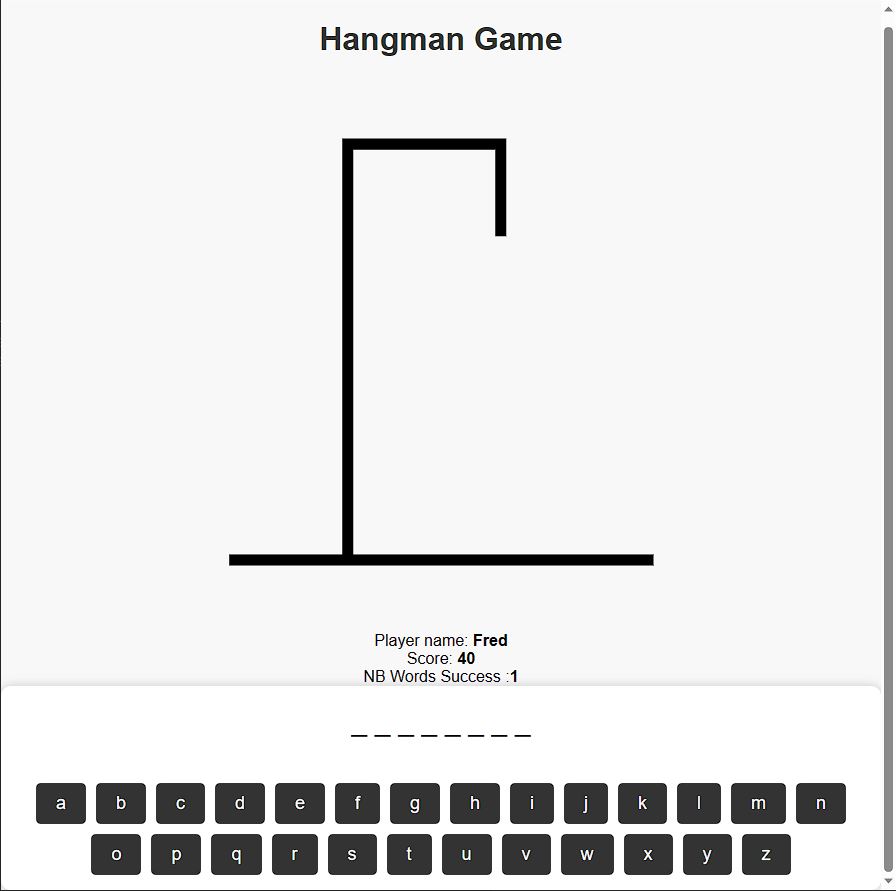 Hangman Game
Player name: Fred
Score: 40
NB Words Success :1
_ _ _ _ _ _ _ _
a b c d e f g h i j k l m n
o p q r s t u v w x y z